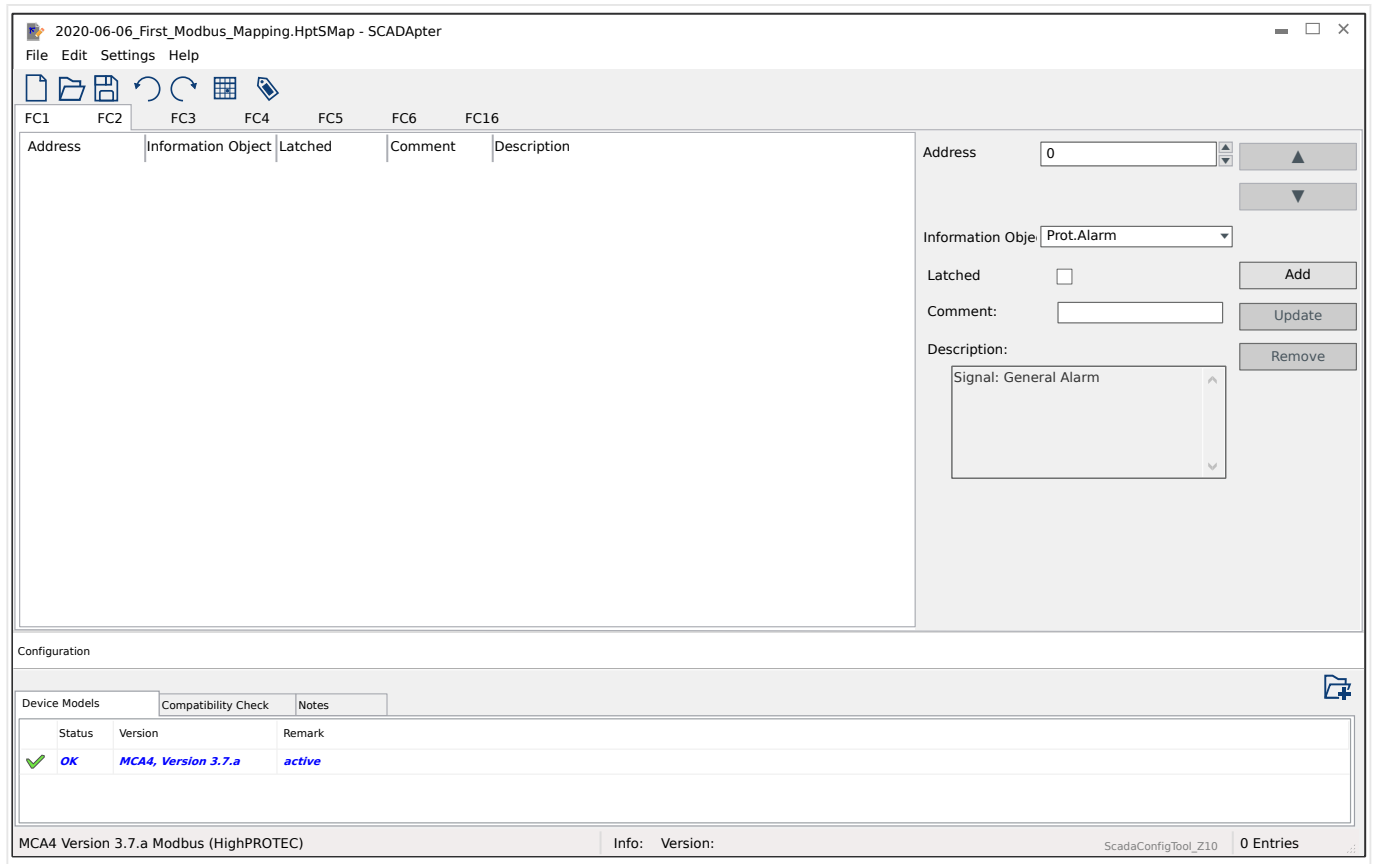 2020-06-06_First_Modbus_Mapping.HptSMap - SCADApter
File Edit Settings Help
FC1 FC2 FC3 FC4 FC5 FC6 FC16
Address Information Object Latched Comment Description
Address 0
Information Obje Prot.Alarm
Latched Add
Comment: Update
Description: Remove
Signal: General Alarm
Configuration
Device Models Compatibility Check Notes
Status Version Remark
OK MCA4, Version 3.7.a active
MCA4 Version 3.7.a Modbus (HighPROTEC) Info: Version: ScadaConfigTool_Z10 0 Entries